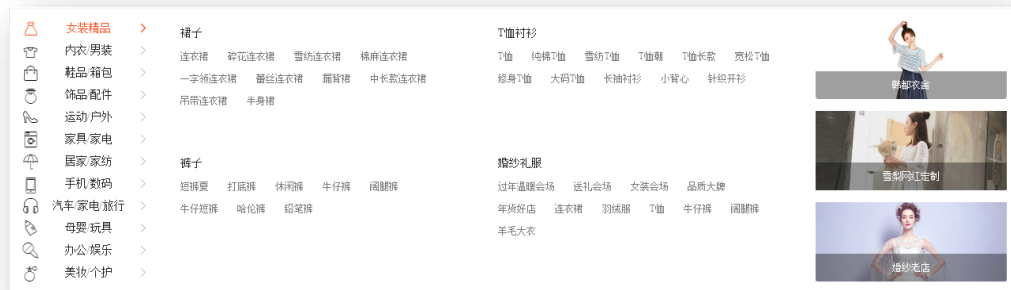 女装精品
内衣/男装
鞋品/箱包
饰品/配件
运动/户外
家具/家电
居家/家纺
手机/数码
汽车/家电/旅行
母婴/玩具
办公/娱乐
美妆/个护
裙子
连衣裙 碎花连衣裙 雪纺连衣裙 棉麻连衣裙
一字领连衣裙 蕾丝连衣裙 露背裙 中长款连衣裙
吊带连衣裙 半身裙
T恤衬衫
T恤 纯棉T恤 雪纺T恤 T恤潮 T恤长款 宽松T恤
修身T恤 大码T恤 长袖衬衫 小背心 针织开衫
裤子
短裤夏 打底裤 休闲裤 牛仔裤 阔腿裤
牛仔短裤 哈伦裤 铅笔裤
婚纱礼服
过年温暖会场 送礼会场 女装会场 品质大牌
年货好店 连衣裙 羽绒服 T恤 牛仔裤 阔腿裤
羊毛大衣
韩都衣舍
雪梨网红定制
婚纱老店